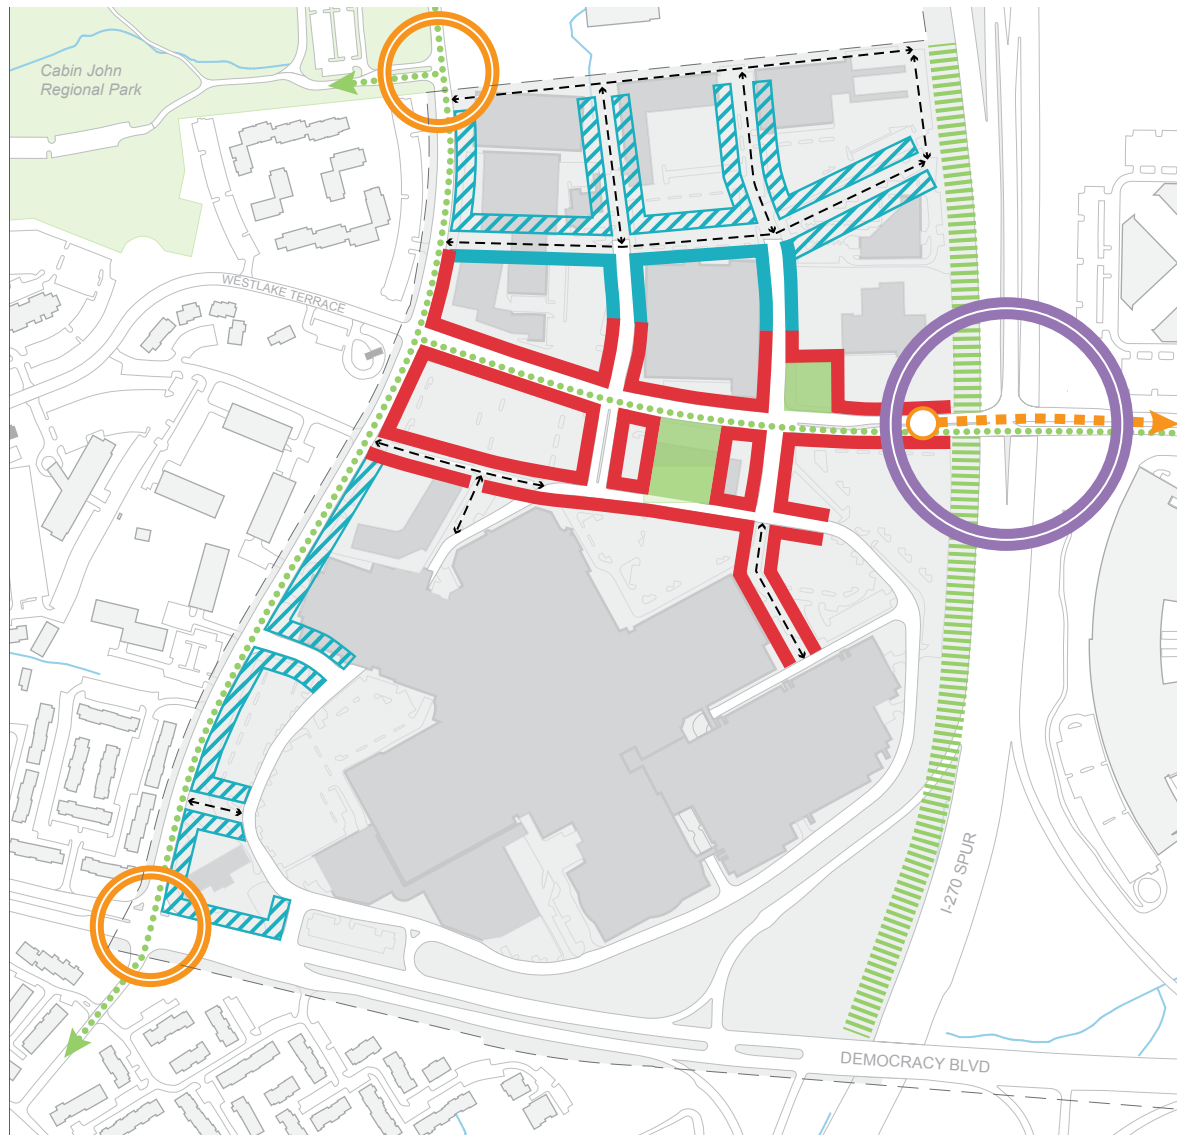 Cabin John
Regional Park
WESTLAKE TERRACE
I-270 SPUR
DEMOCRACY BLVD